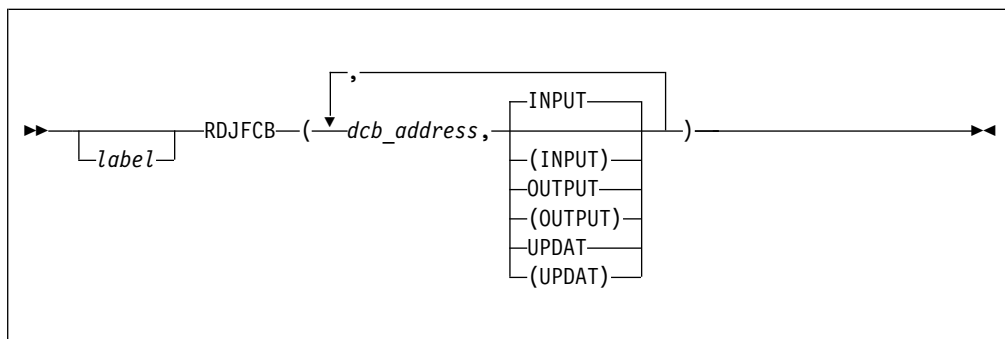 ,
INPUT
label RDJFCB ( dcb_address, )
(INPUT)
OUTPUT
(OUTPUT)
UPDAT
(UPDAT)